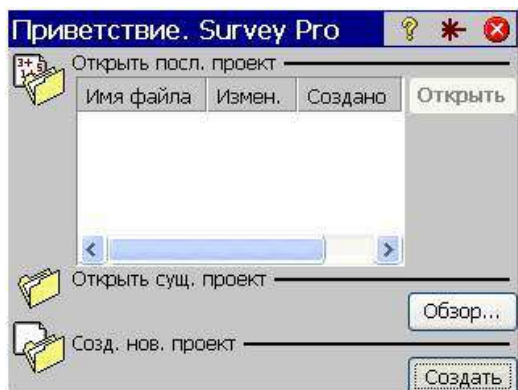 Приветствие. Survey Pro
Открыть посл. проект
Имя файла Измен. Создано Открыть
Открыть сущ. проект
Обзор...
Созд. нов. проект
Создать